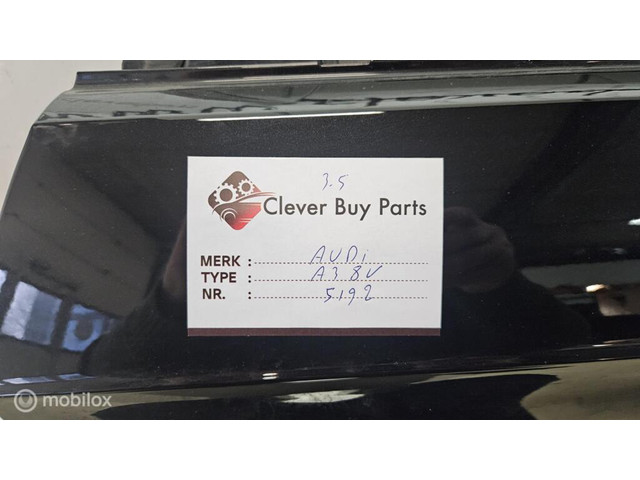 3.5
Clever Buy Parts
MERK : AUDi
TYPE : A3 8V
NR. : 5192
mobilox